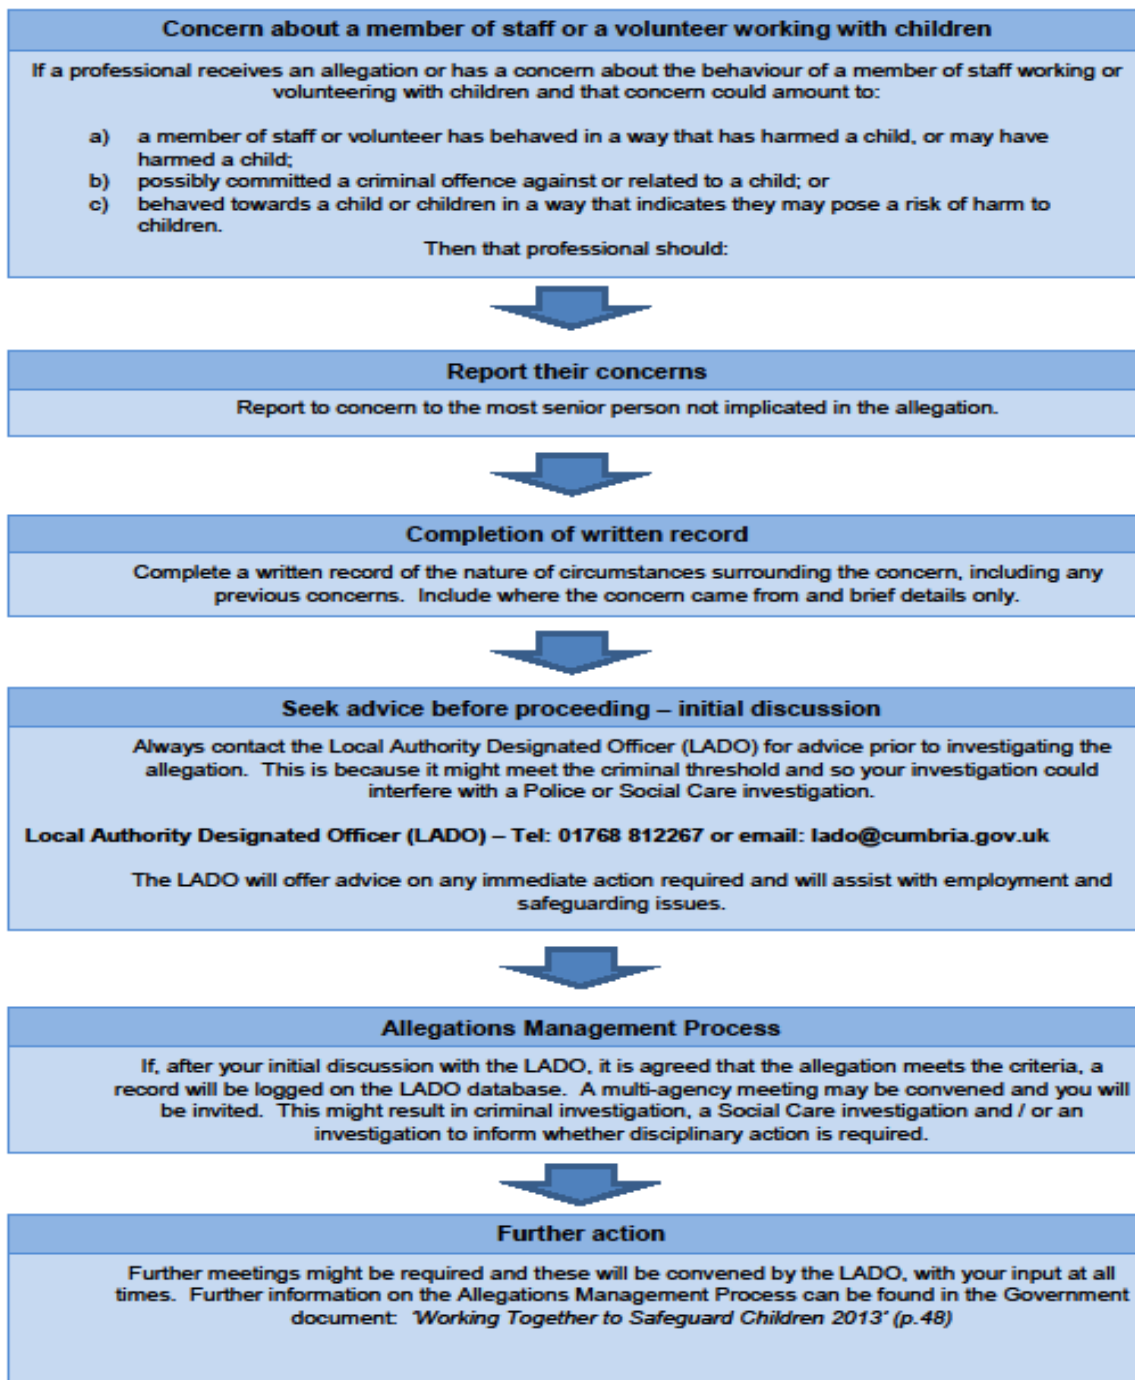 Concern about a member of staff or a volunteer working with children
If a professional receives an allegation or has a concern about the behaviour of a member of staff working or
volunteering with children and that concern could amount to:
a) a member of staff or volunteer has behaved in a way that has harmed a child, or may have
harmed a child;
b) possibly committed a criminal offence against or related to a child; or
c) behaved towards a child or children in a way that indicates they may pose a risk of harm to
children.
Then that professional should:
Report their concerns
Report to concern to the most senior person not implicated in the allegation.
Completion of written record
Complete a written record of the nature of circumstances surrounding the concern, including any
previous concerns. Include where the concern came from and brief details only.
Seek advice before proceeding – initial discussion
Always contact the Local Authority Designated Officer (LADO) for advice prior to investigating the
allegation. This is because it might meet the criminal threshold and so your investigation could
interfere with a Police or Social Care investigation.
Local Authority Designated Officer (LADO) – Tel: 01768 812267 or email: lado@cumbria.gov.uk
The LADO will offer advice on any immediate action required and will assist with employment and
safeguarding issues.
Allegations Management Process
If, after your initial discussion with the LADO, it is agreed that the allegation meets the criteria, a
record will be logged on the LADO database. A multi-agency meeting may be convened and you will
be invited. This might result in criminal investigation, a Social Care investigation and / or an
investigation to inform whether disciplinary action is required.
Further action
Further meetings might be required and these will be convened by the LADO, with your input at all
times. Further information on the Allegations Management Process can be found in the Government
document: 'Working Together to Safeguard Children 2013' (p.48)